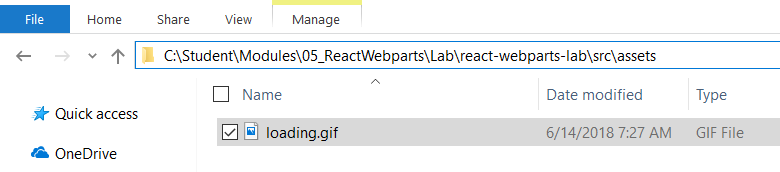 File Home Share View Manage
C:\Student\Modules\05_ReactWebparts\Lab\react-webparts-lab\src\assets
Name Date modified Type
Quick access
loading.gif 6/14/2018 7:27 AM GIF File
OneDrive